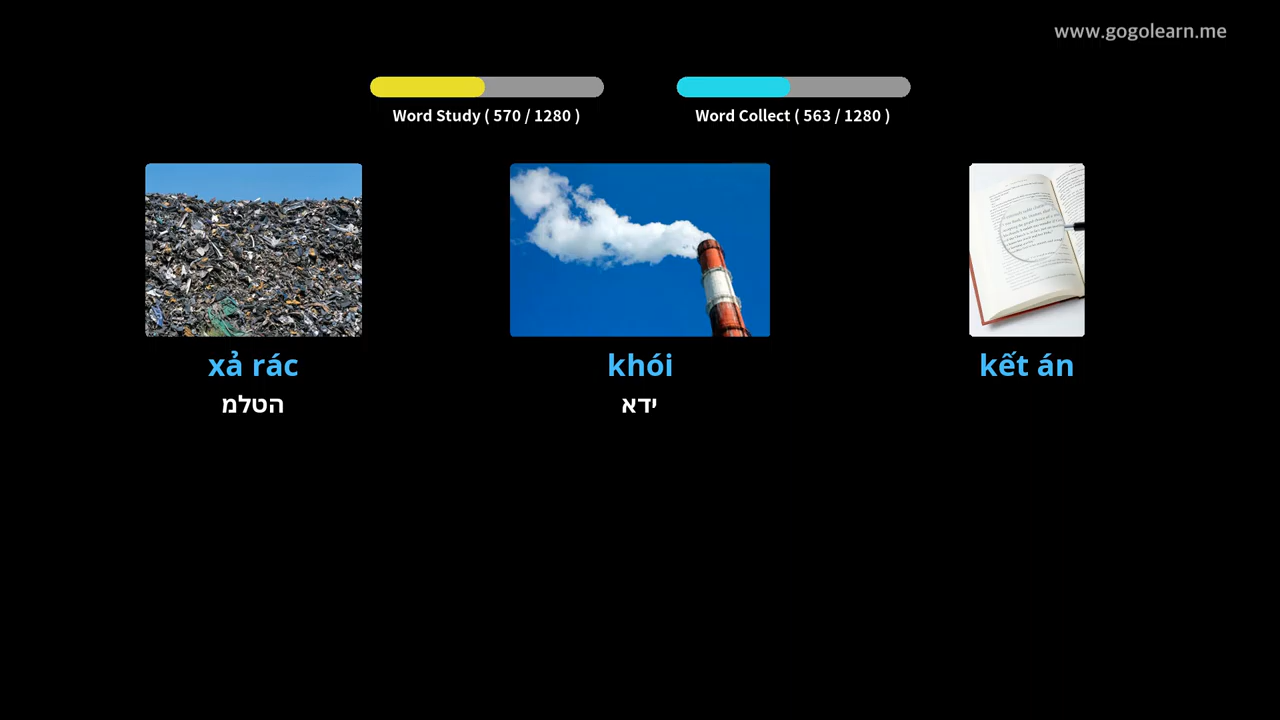 www.gogolearn.me
Word Study ( 570 / 1280 )
Word Collect ( 563 / 1280 )
xả rác
הטלמ
khói
ידא
kết án